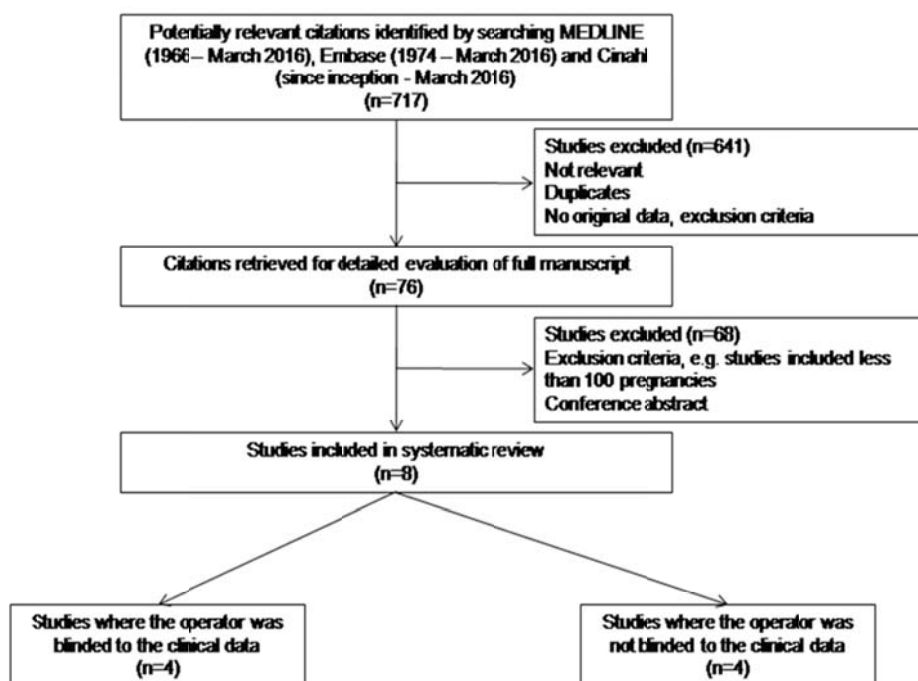 Potentially relevant citations identified by searching MEDLINE
(1966 – March 2016), Embase (1974 – March 2016) and Cinahl
(since inception - March 2016)
(n=717)
Studies excluded (n=641)
Not relevant
Duplicates
No original data, exclusion criteria
Citations retrieved for detailed evaluation of full manuscript
(n=76)
Studies excluded (n=68)
Exclusion criteria, e.g. studies included less
than 100 pregnancies
Conference abstract
Studies included in systematic review
(n=8)
Studies where the operator was
blinded to the clinical data
(n=4)
Studies where the operator was
not blinded to the clinical data
(n=4)